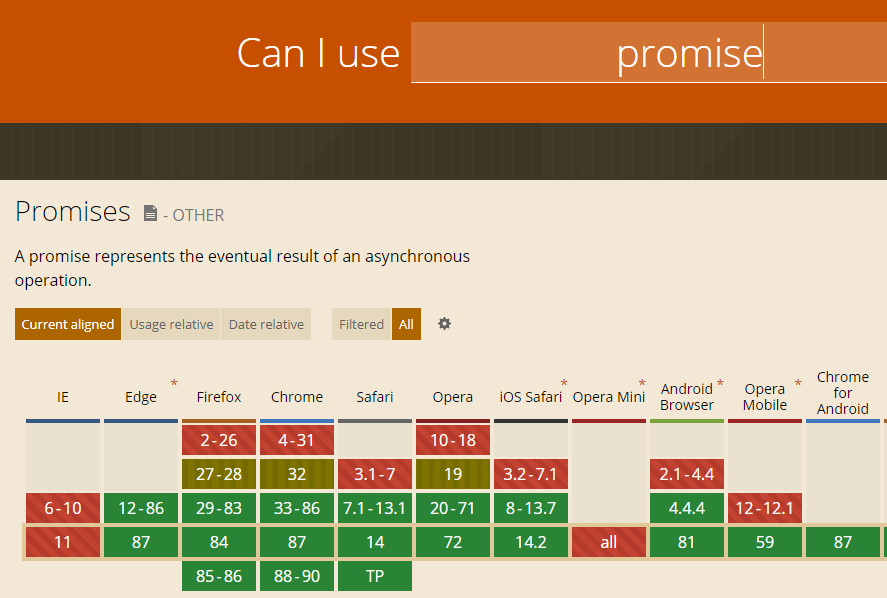 Can I use promise
Promises - OTHER
A promise represents the eventual result of an asynchronous
operation.
Current aligned Usage relative Date relative Filtered All
IE Edge * Firefox Chrome Safari Opera iOS Safari * Opera Mini * Android Browser * Opera Mobile * Chrome for Android
2-26 4-31 10-18
27-28 32 3.1-7 19 3.2-7.1 2.1-4.4
6-10 12-86 29-83 33-86 7.1-13.1 20-71 8-13.7 4.4.4 12-12.1
11 87 84 87 14 72 14.2 all 81 59 87
85-86 88-90 TP